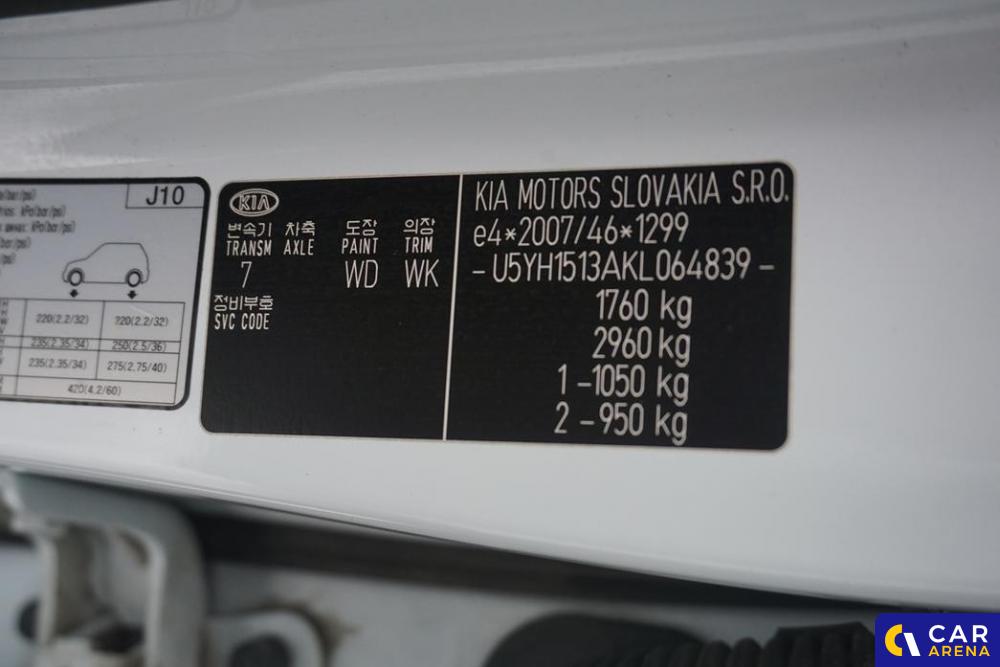 J10
220(2.2/32) 220(2.2/32)
235(2.35/34) 250(2.5/36)
235(2.35/34) 275(2.75/40)
420(4.2/60)
KIA
변속기 차축 도장 의장
TRANSM AXLE PAINT TRIM
7 WD WK
정비부호
SVC CODE
KIA MOTORS SLOVAKIA S.R.O.
e4*2007/46*1299
- U5YH1513AKL064839 -
1760 kg
2960 kg
1 -1050 kg
2 -950 kg
CAR
ARENA